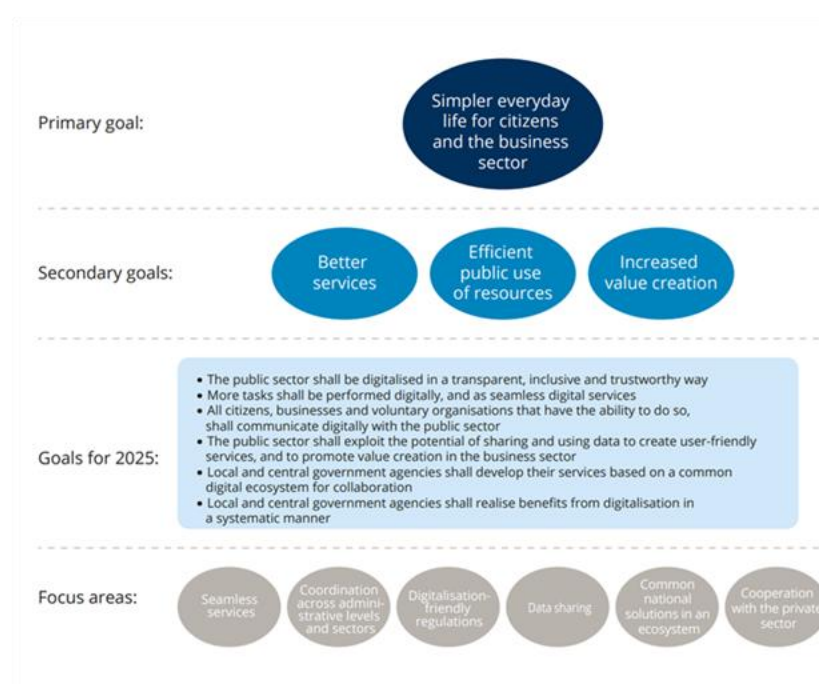 Primary goal:
Simpler everyday
life for citizens
and the business
sector
Secondary goals:
Better
services
Efficient
public use
of resources
Increased
value creation
Goals for 2025:
• The public sector shall be digitalised in a transparent, inclusive and trustworthy way
• More tasks shall be performed digitally, and as seamless digital services
• All citizens, businesses and voluntary organisations that have the ability to do so,
shall communicate digitally with the public sector
• The public sector shall exploit the potential of sharing and using data to create user-friendly
services, and to promote value creation in the business sector
• Local and central government agencies shall develop their services based on a common
digital ecosystem for collaboration
• Local and central government agencies shall realise benefits from digitalisation in
a systematic manner
Focus areas:
Seamless
services
Coordination
across admini-
strative levels
and sectors
Digitalisation-
friendly
regulations
Data sharing
Common
national
solutions in an
ecosystem
Cooperation
with the private
sector